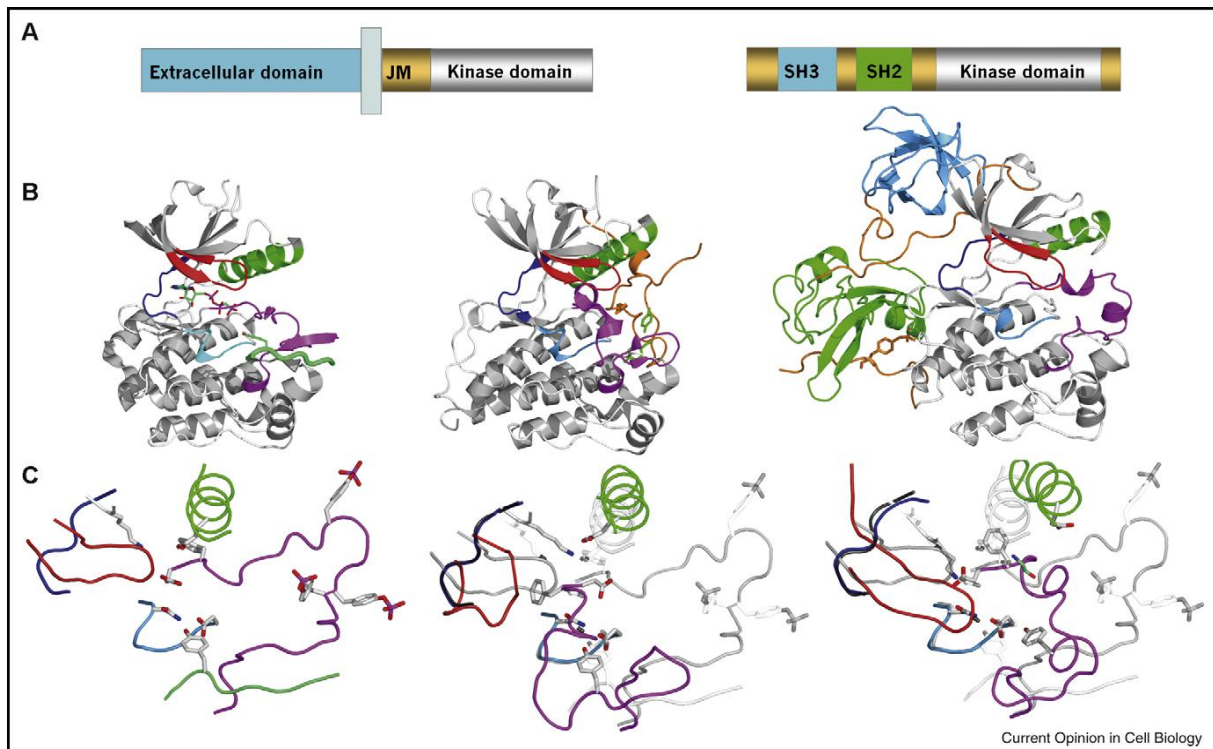 A
Extracellular domain JM Kinase domain SH3 SH2 Kinase domain
B
C
Current Opinion in Cell Biology